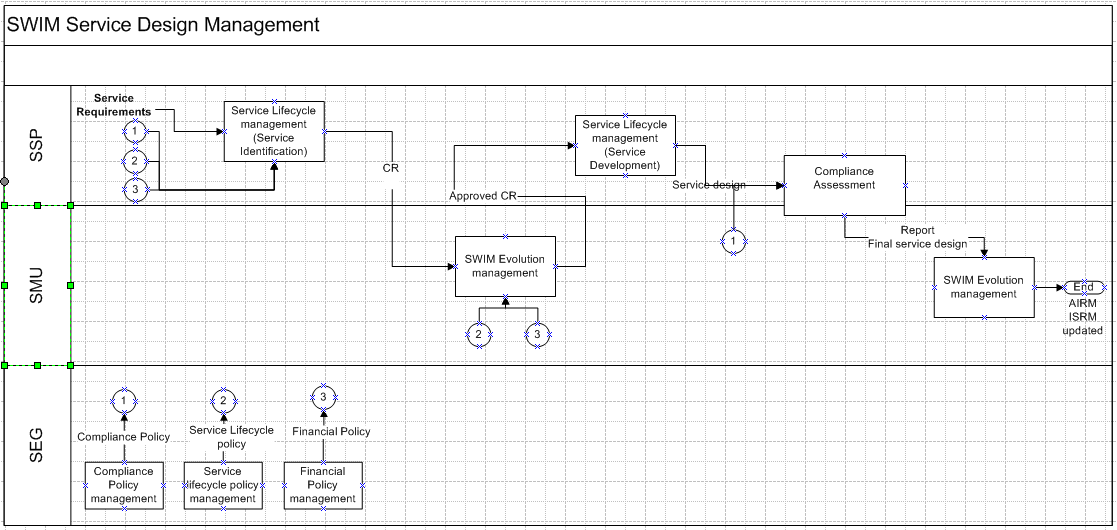 SWIM Service Design Management
SSP
Service
Requirements
1
2
3
Service Lifecycle
management
(Service
Identification)
CR
Approved CR
Service Lifecycle
management
(Service
Development)
Service design
Compliance
Assessment
SMU
SWIM Evolution
management
2
3
1
Report
Final service design
SWIM Evolution
management
End
AIRM
ISRM
updated
SEG
1
2
3
Compliance Policy
Service Lifecycle
policy
Financial Policy
Compliance
Policy
management
Service
lifecycle policy
management
Financial
Policy
management